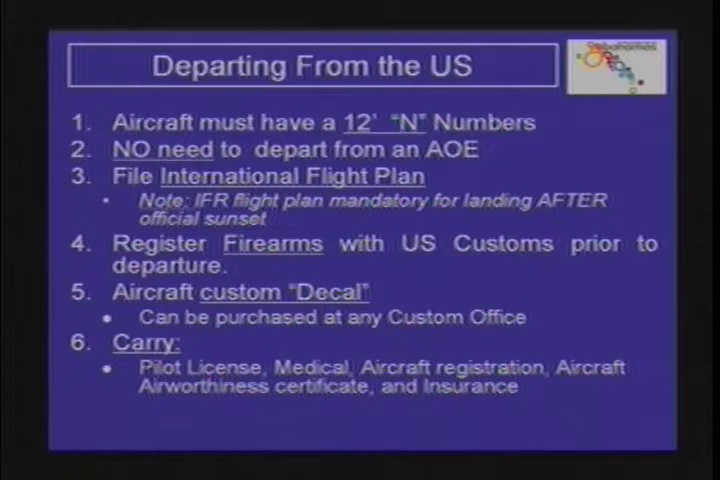 Departing From the US
Bahamas
1. Aircraft must have a 12' "N" Numbers
2. NO need to depart from an AOE
3. File International Flight Plan
• Note: IFR flight plan mandatory for landing AFTER
official sunset
4. Register Firearms with US Customs prior to
departure.
5. Aircraft custom "Decal"
• Can be purchased at any Custom Office
6. Carry:
• Pilot License, Medical, Aircraft registration, Aircraft
Airworthiness certificate, and Insurance